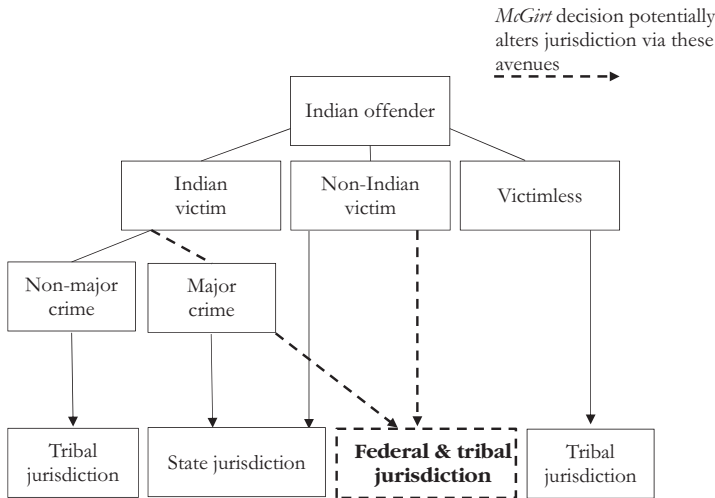 McGirt decision potentially
alters jurisdiction via these
avenues
Indian offender
Indian
victim
Non-Indian
victim
Victimless
Non-major
crime
Major
crime
Tribal
jurisdiction
State jurisdiction
Federal & tribal
jurisdiction
Tribal
jurisdiction